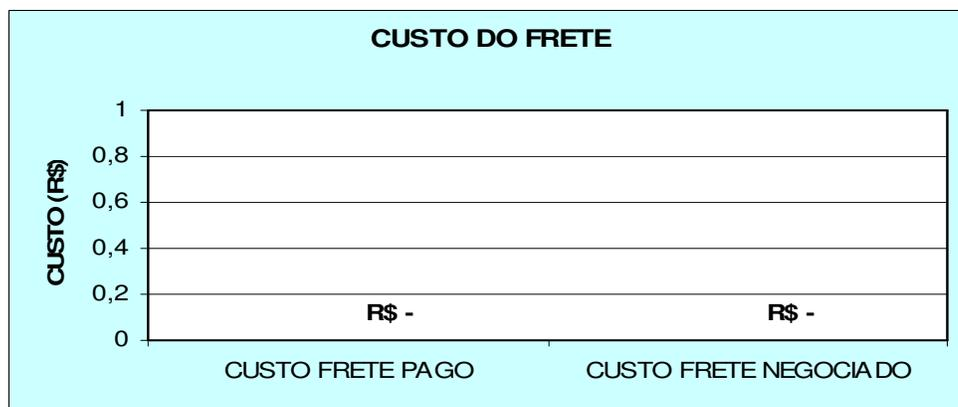 CUSTO DO FRETE
CUSTO (R$)
1
0,8
0,6
0,4
0,2
0
R$ - R$ -
CUSTO FRETE PAGO CUSTO FRETE NEGOCIADO